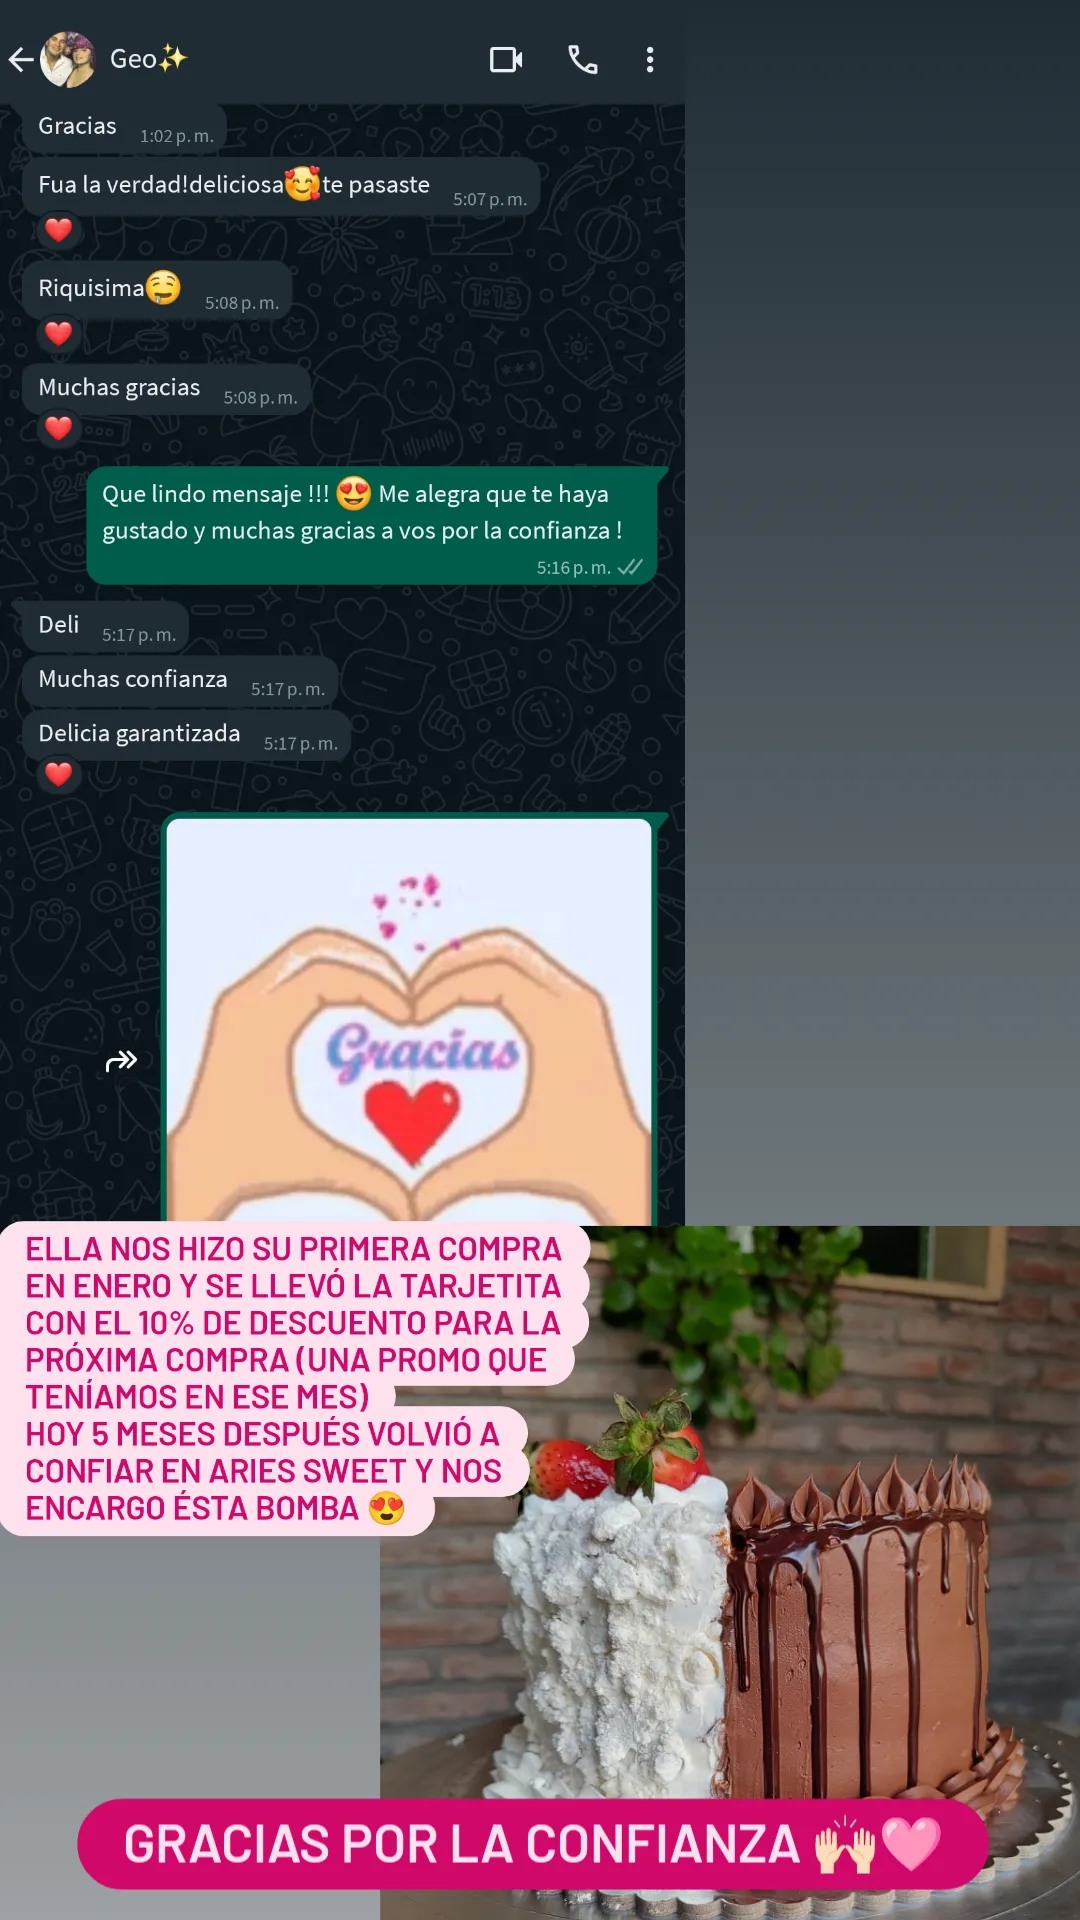 Geo✨
Gracias 1:02 p.m.
Fua la verdad!deliciosa🥰te pasaste 5:07 p.m.
Riquisima🤤 5:08 p.m.
Muchas gracias 5:08 p.m.
Que lindo mensaje !!! 😍 Me alegra que te haya
gustado y muchas gracias a vos por la confianza !
5:16 p.m.
Deli 5:17 p.m.
Muchas confianza 5:17 p.m.
Delicia garantizada 5:17 p.m.
Gracias
ELLA NOS HIZO SU PRIMERA COMPRA
EN ENERO Y SE LLEVÓ LA TARJETITA
CON EL 10% DE DESCUENTO PARA LA
PRÓXIMA COMPRA (UNA PROMO QUE
TENÍAMOS EN ESE MES)
HOY 5 MESES DESPUÉS VOLVIÓ A
CONFIAR EN ARIES SWEET Y NOS
ENCARGO ÉSTA BOMBA 😍
GRACIAS POR LA CONFIANZA 🙌🏻🩷